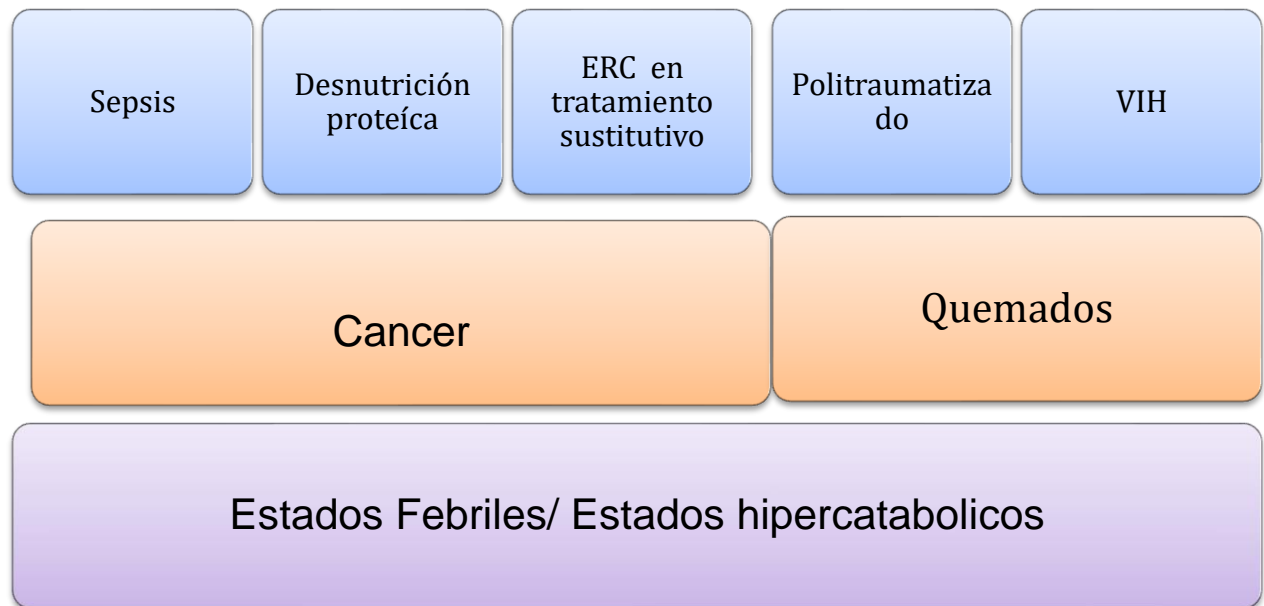 Sepsis
Desnutrición
proteíca
ERC en
tratamiento
sustitutivo
Politraumatiza
do
VIH
Cancer
Quemados
Estados Febriles/ Estados hipercatabolicos